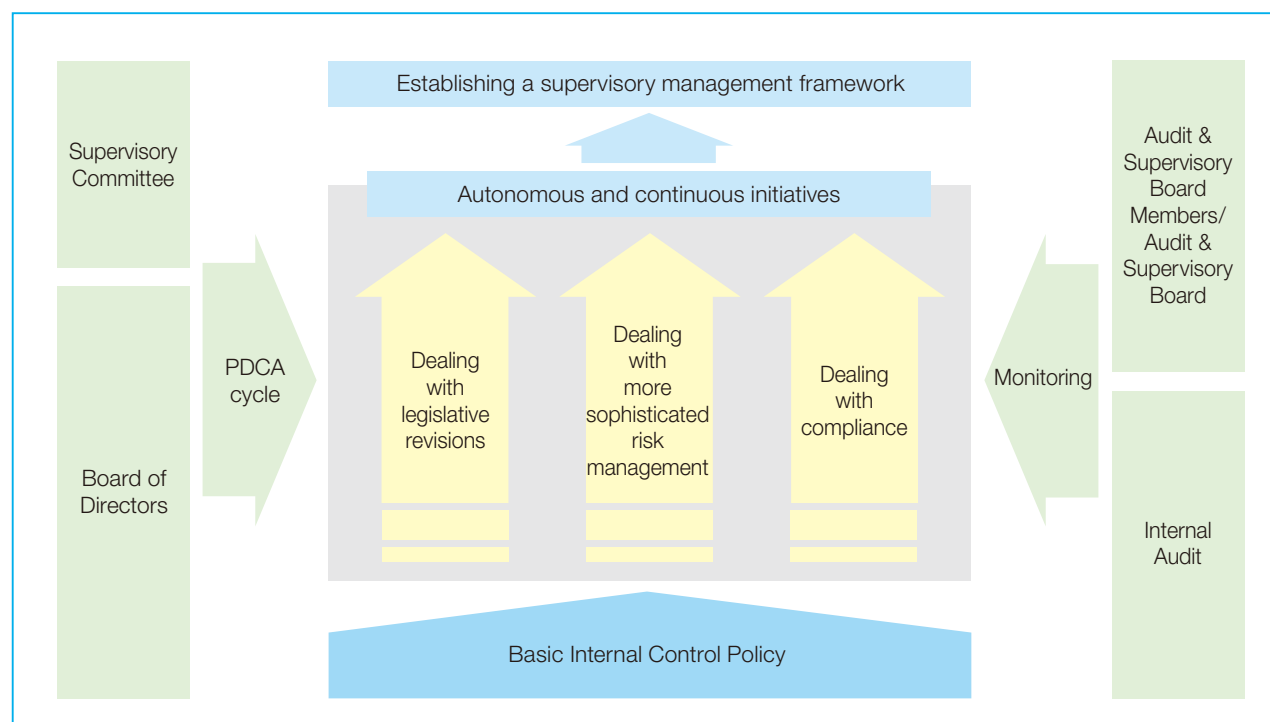 Establishing a supervisory management framework
Supervisory
Committee
Board of
Directors
PDCA
cycle
Autonomous and continuous initiatives
Dealing
with
legislative
revisions
Dealing
with
more
sophisticated
risk
management
Dealing
with
compliance
Basic Internal Control Policy
Monitoring
Audit &
Supervisory
Board
Members/
Audit &
Supervisory
Board
Internal
Audit